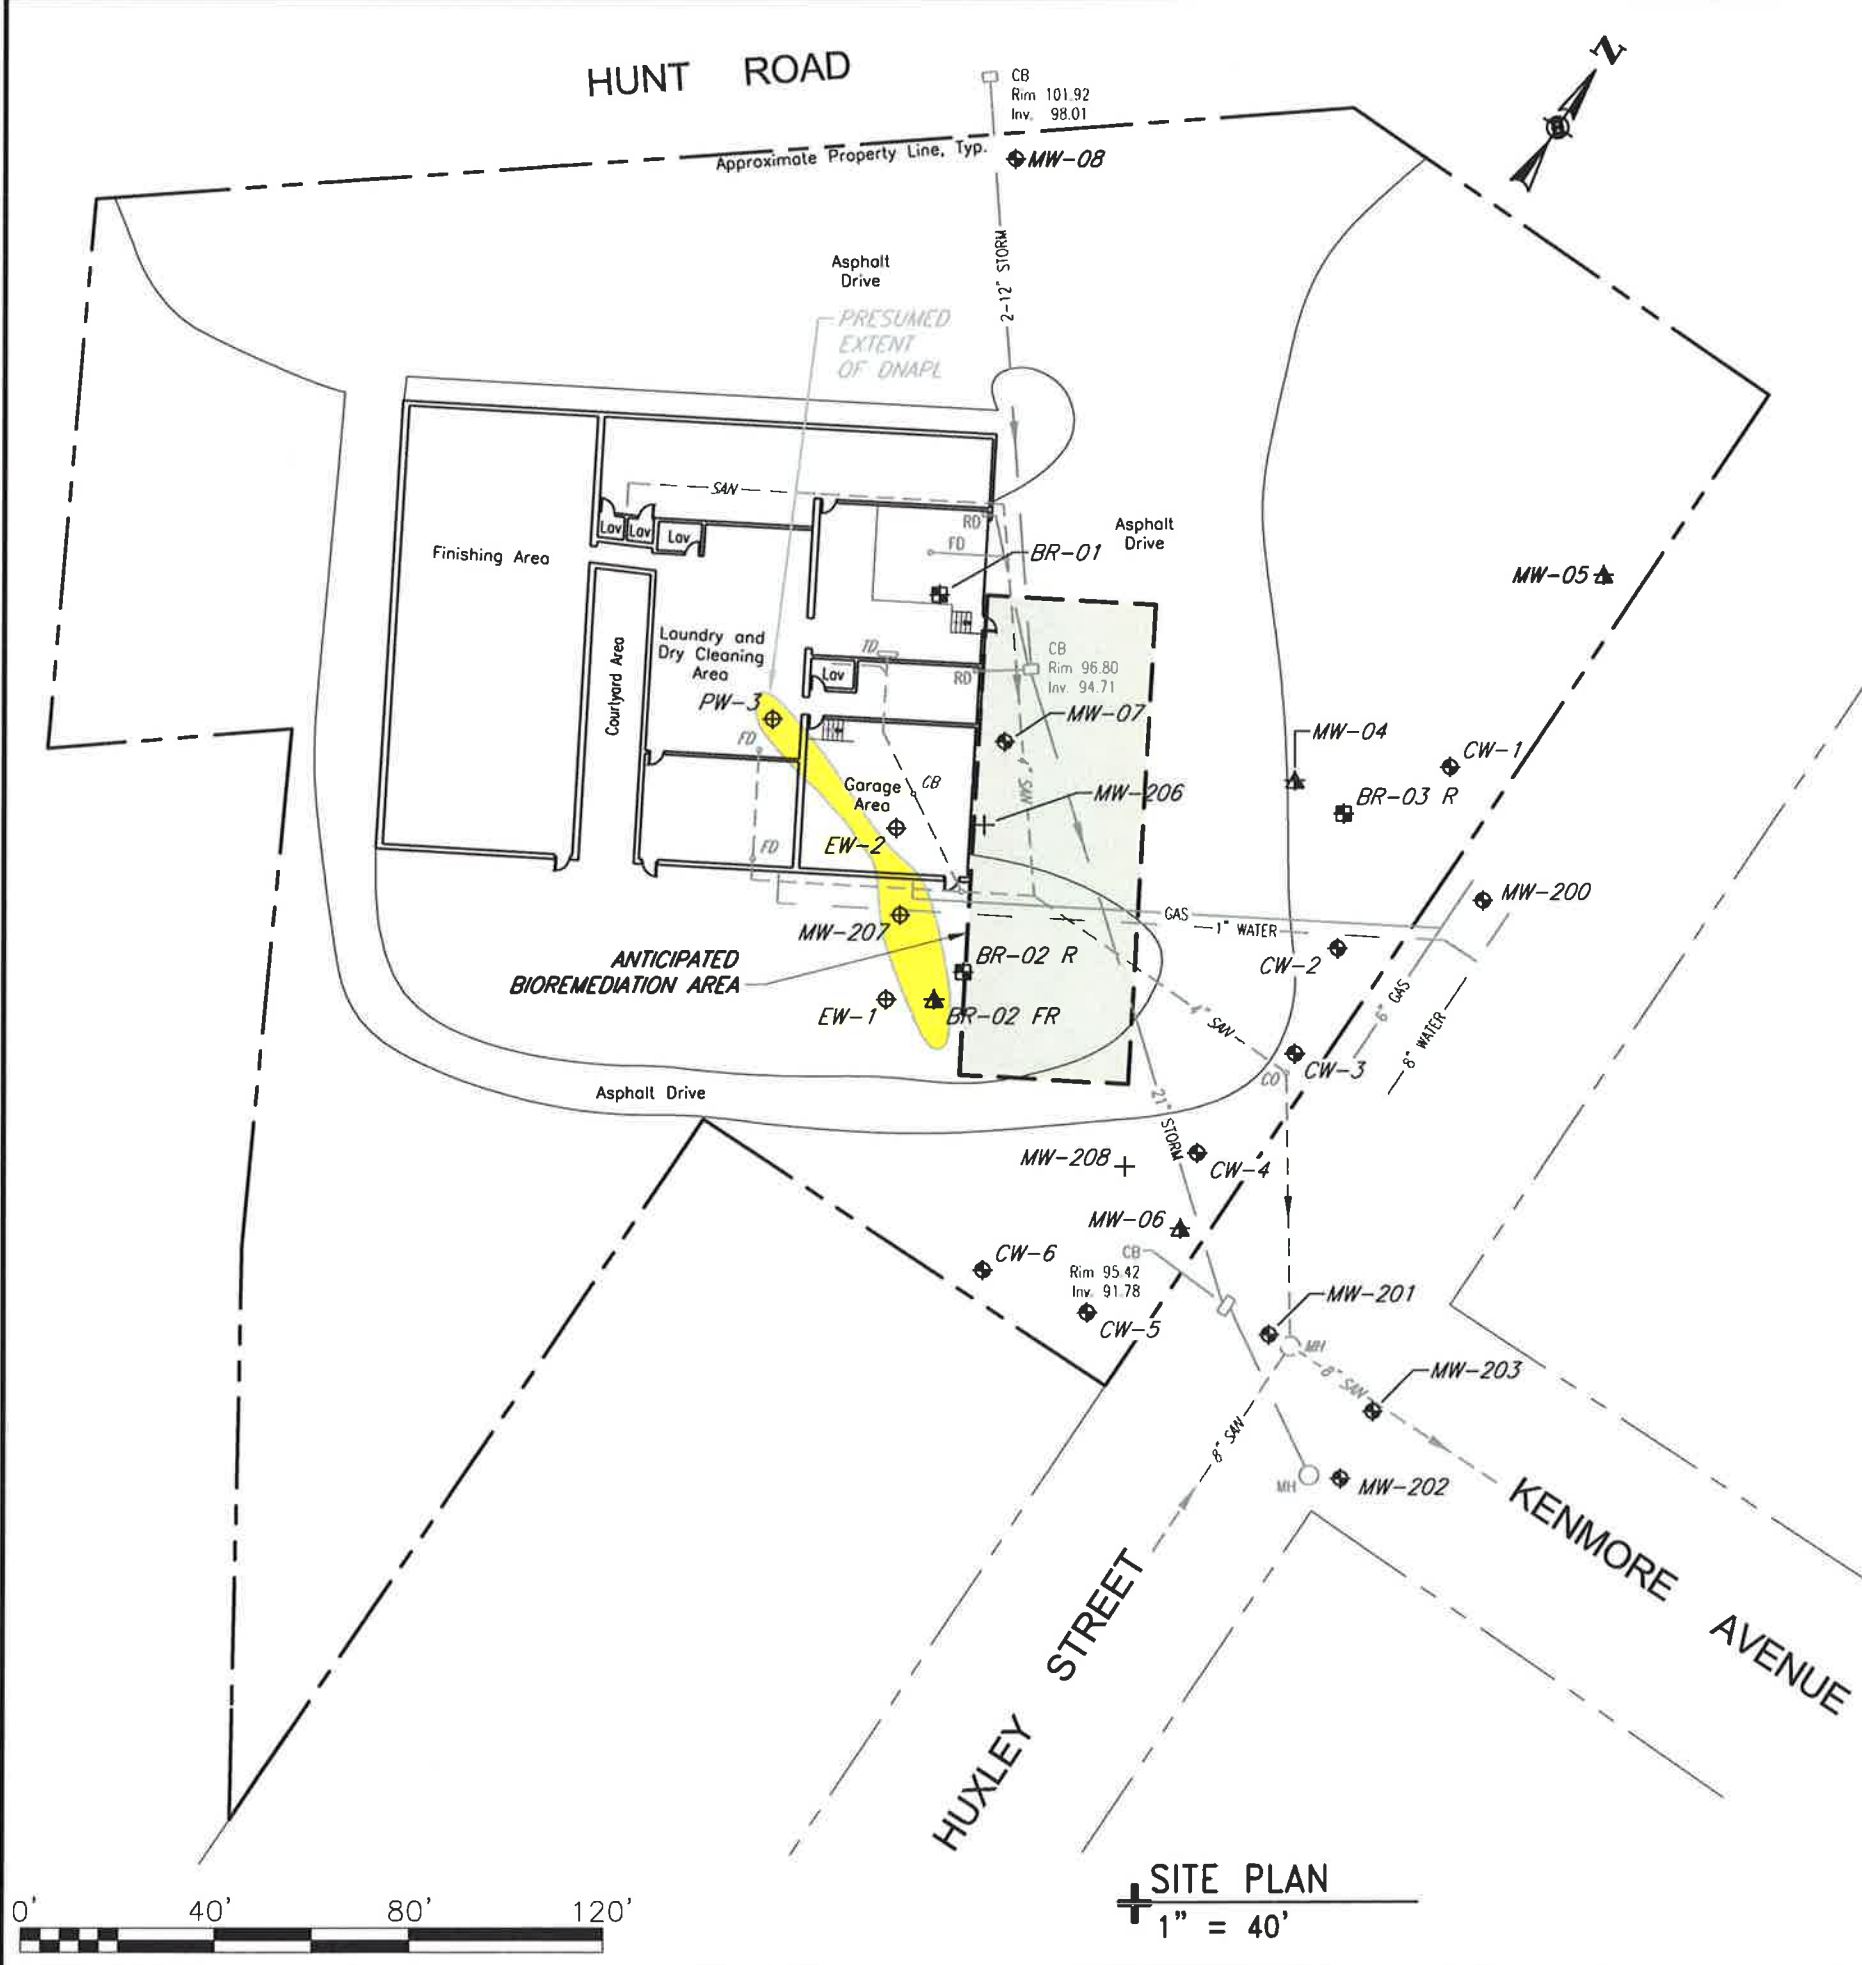 HUNT ROAD
CB
Rim 101.92
Inv. 98.01
N
Approximate Property Line, Typ.
MW-08
2-12" STORM
Asphalt
Drive
PRESUMED
EXTENT
OF DNAPL
SAN
Lav
Lav
Lav
RD
FD
BR-01
Asphalt
Drive
Finishing Area
MW-05
Courtyard Area
Laundry and
Dry Cleaning
Area
TD
Lav
RD
CB
Rim 96.80
Inv. 94.71
PW-3
MW-07
FD
4" SAN
MW-04
CW-1
Garage
Area
CB
MW-206
BR-03 R
EW-2
FD
MW-200
GAS
1" WATER
MW-207
CW-2
ANTICIPATED
BIOREMEDIATION AREA
BR-02 R
6" GAS
EW-1
BR-02 FR
4" SAN
8" WATER
CO
CW-3
Asphalt Drive
21" STORM
MW-208
CW-4
MW-06
CB
Rim 95.42
Inv. 91.78
CW-6
CW-5
MW-201
MH
8" SAN
MW-203
8" SAN
MH
MW-202
KENMORE AVENUE
HUXLEY STREET
SITE PLAN
1" = 40'
0' 40' 80' 120'